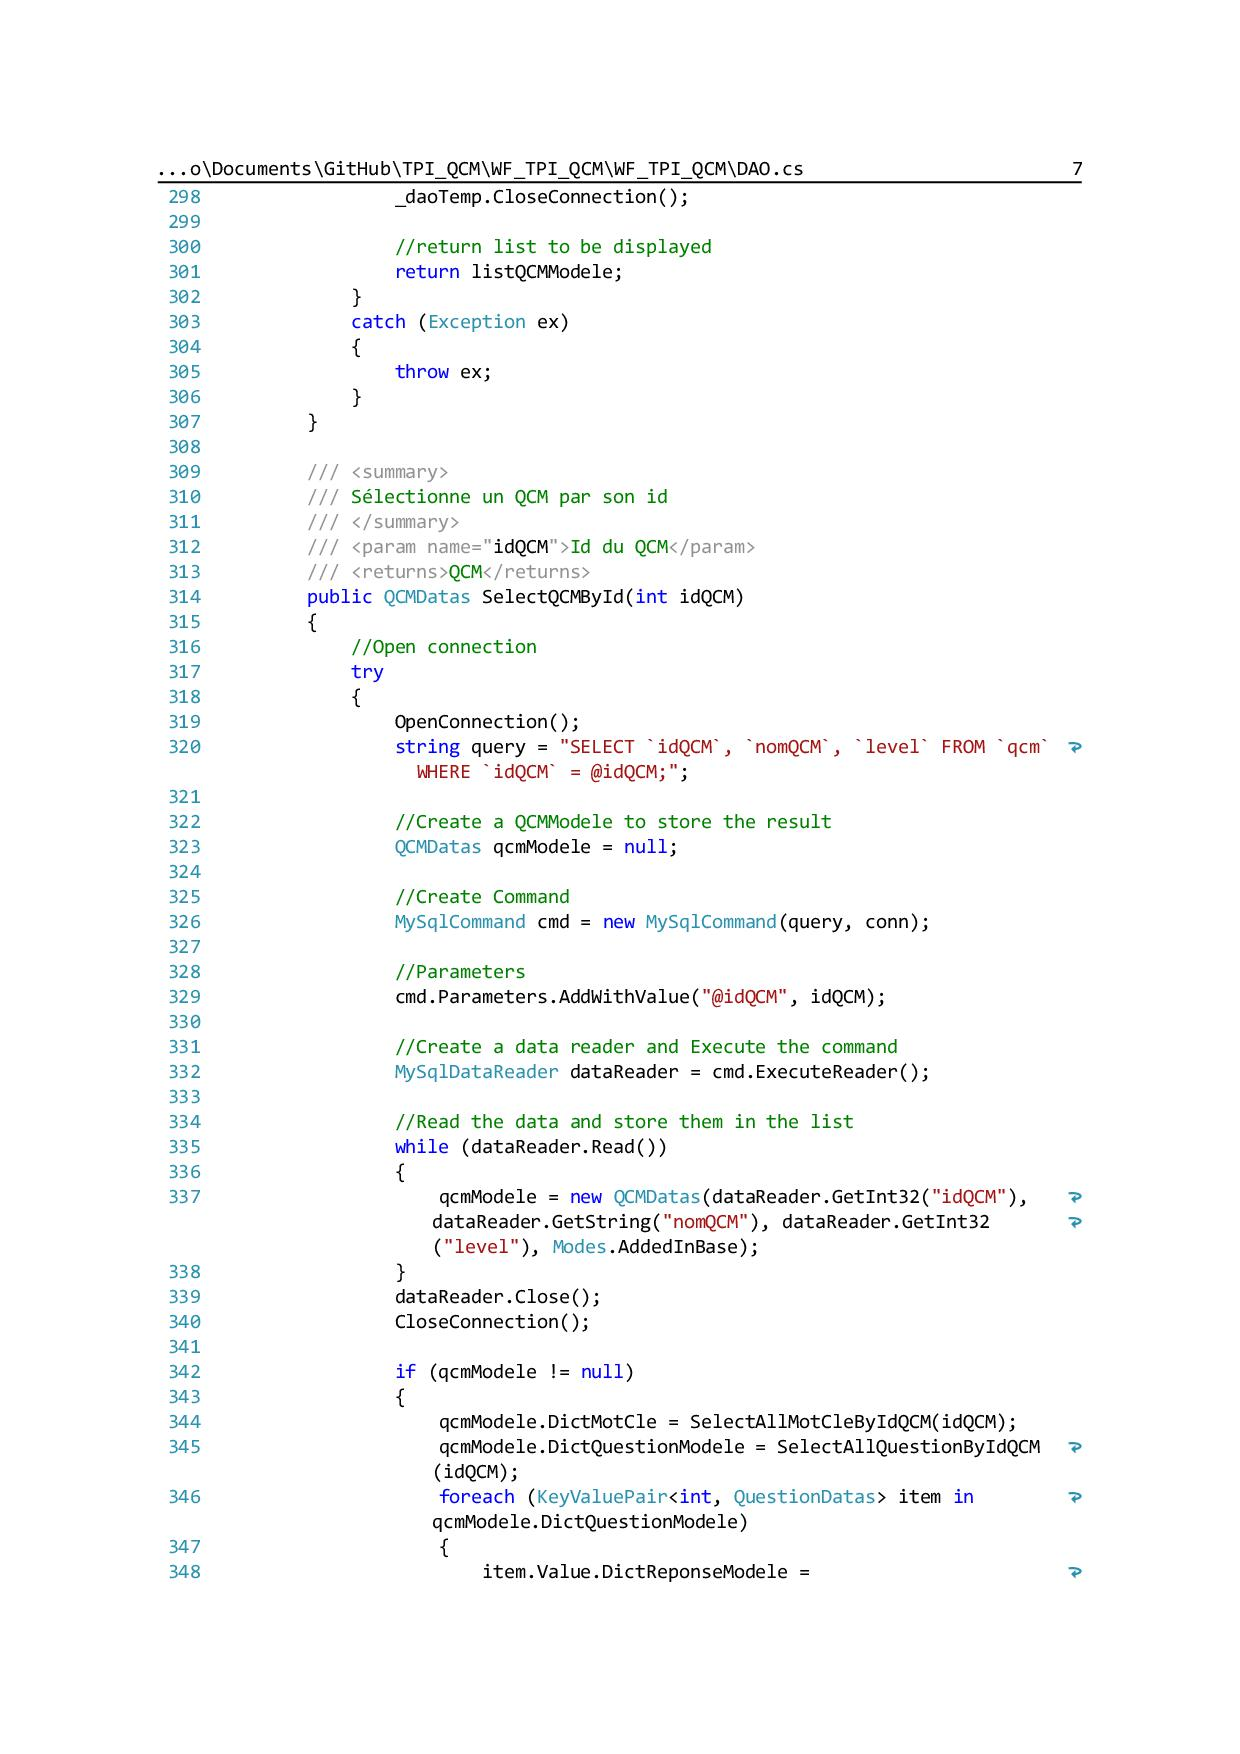 ...o\Documents\GitHub\TPI_QCM\WF_TPI_QCM\WF_TPI_QCM\DAO.cs 7
298 _daoTemp.CloseConnection();
299
300 //return list to be displayed
301 return listQCMModele;
302 }
303 catch (Exception ex)
304 {
305 throw ex;
306 }
307 }
308
309 /// <summary>
310 /// Sélectionne un QCM par son id
311 /// </summary>
312 /// <param name="idQCM">Id du QCM</param>
313 /// <returns>QCM</returns>
314 public QCMDatas SelectQCMById(int idQCM)
315 {
316 //Open connection
317 try
318 {
319 OpenConnection();
320 string query = "SELECT `idQCM`, `nomQCM`, `level` FROM `qcm`
WHERE `idQCM` = @idQCM;";
321
322 //Create a QCMModele to store the result
323 QCMDatas qcmModele = null;
324
325 //Create Command
326 MySqlCommand cmd = new MySqlCommand(query, conn);
327
328 //Parameters
329 cmd.Parameters.AddWithValue("@idQCM", idQCM);
330
331 //Create a data reader and Execute the command
332 MySqlDataReader dataReader = cmd.ExecuteReader();
333
334 //Read the data and store them in the list
335 while (dataReader.Read())
336 {
337 qcmModele = new QCMDatas(dataReader.GetInt32("idQCM"),
dataReader.GetString("nomQCM"), dataReader.GetInt32
("level"), Modes.AddedInBase);
338 }
339 dataReader.Close();
340 CloseConnection();
341
342 if (qcmModele != null)
343 {
344 qcmModele.DictMotCle = SelectAllMotCleByIdQCM(idQCM);
345 qcmModele.DictQuestionModele = SelectAllQuestionByIdQCM
(idQCM);
346 foreach (KeyValuePair<int, QuestionDatas> item in
qcmModele.DictQuestionModele)
347 {
348 item.Value.DictReponseModele =